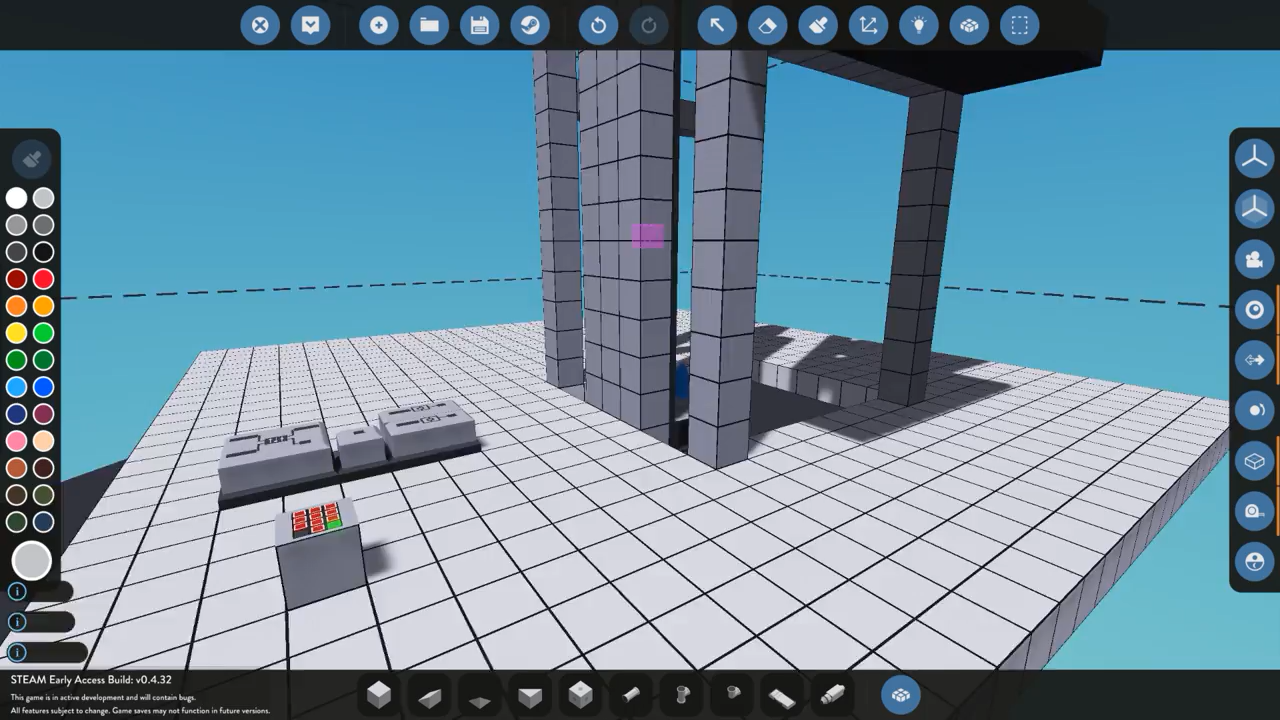 STEAM Early Access Build: v0.4.32
This game is in active development and will contain bugs.
All features subject to change. Game saves may not function in future versions.